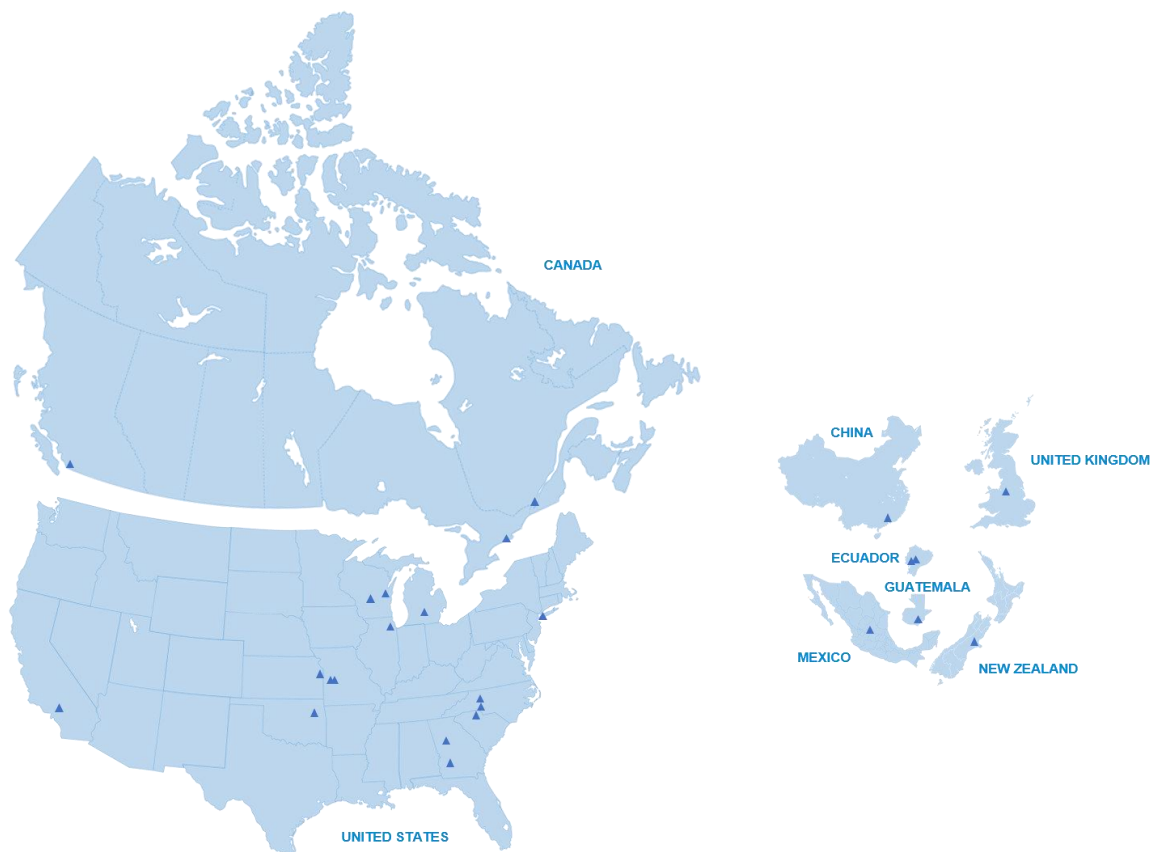 CANADA
CHINA
UNITED KINGDOM
ECUADOR
GUATEMALA
MEXICO
NEW ZEALAND
UNITED STATES